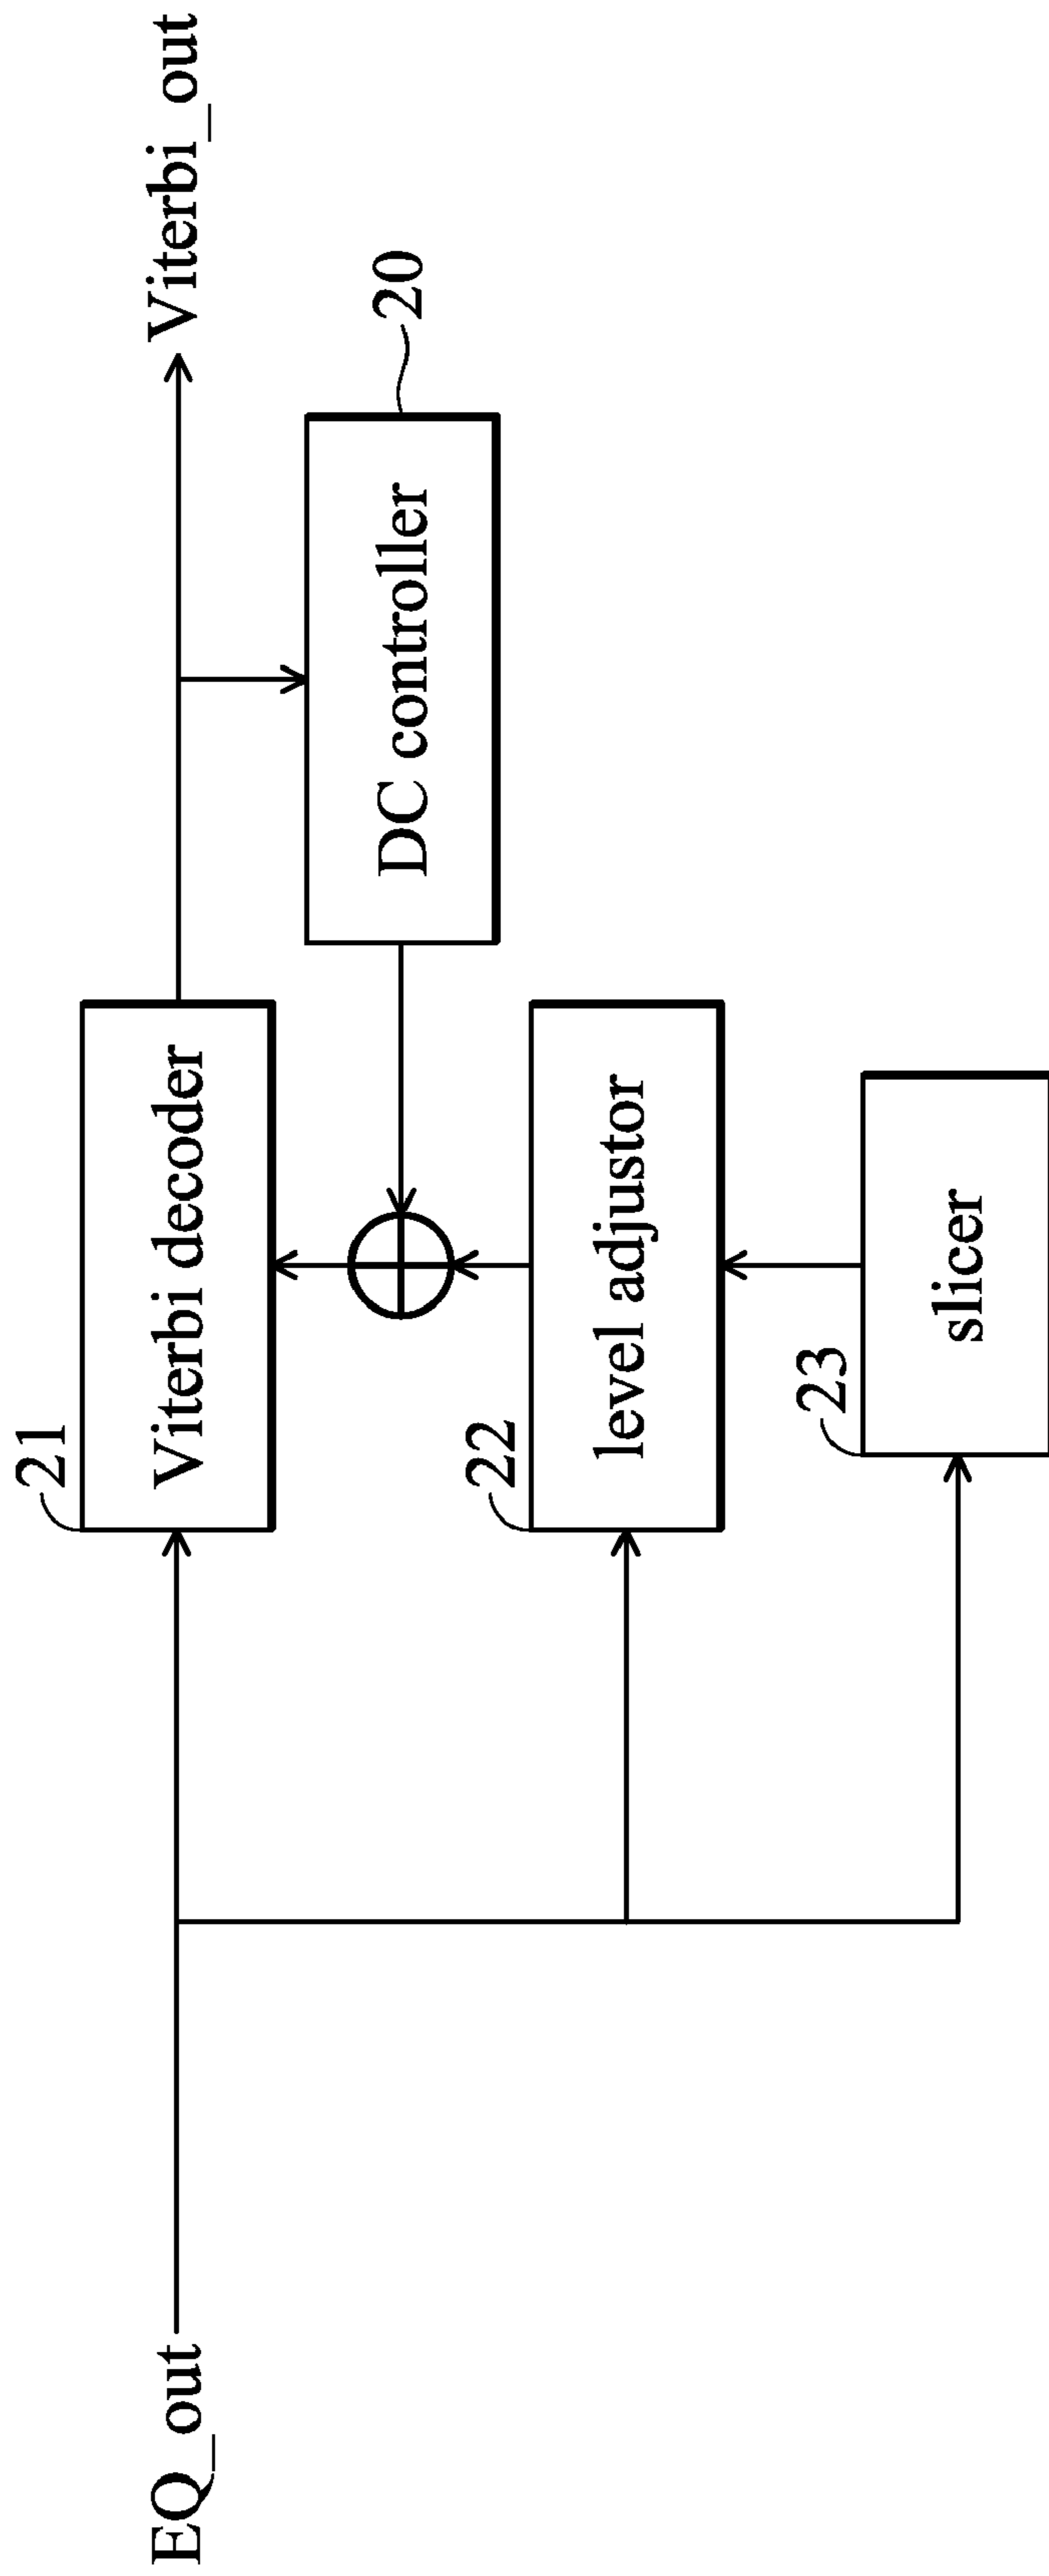 21
Viterbi decoder
Viterbi_out
EQ_out
DC controller
20
22
level adjustor
23
slicer